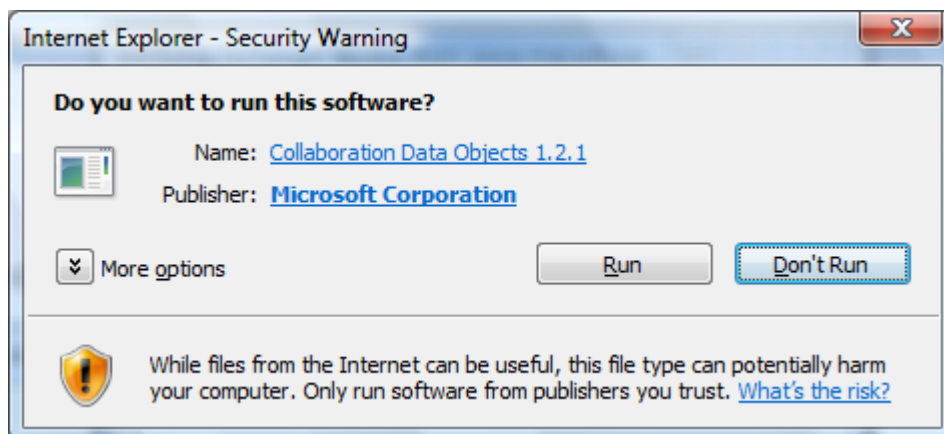 Internet Explorer - Security Warning
Do you want to run this software?
Name: Collaboration Data Objects 1.2.1
Publisher: Microsoft Corporation
More options
Run
Don't Run
While files from the Internet can be useful, this file type can potentially harm
your computer. Only run software from publishers you trust. What's the risk?